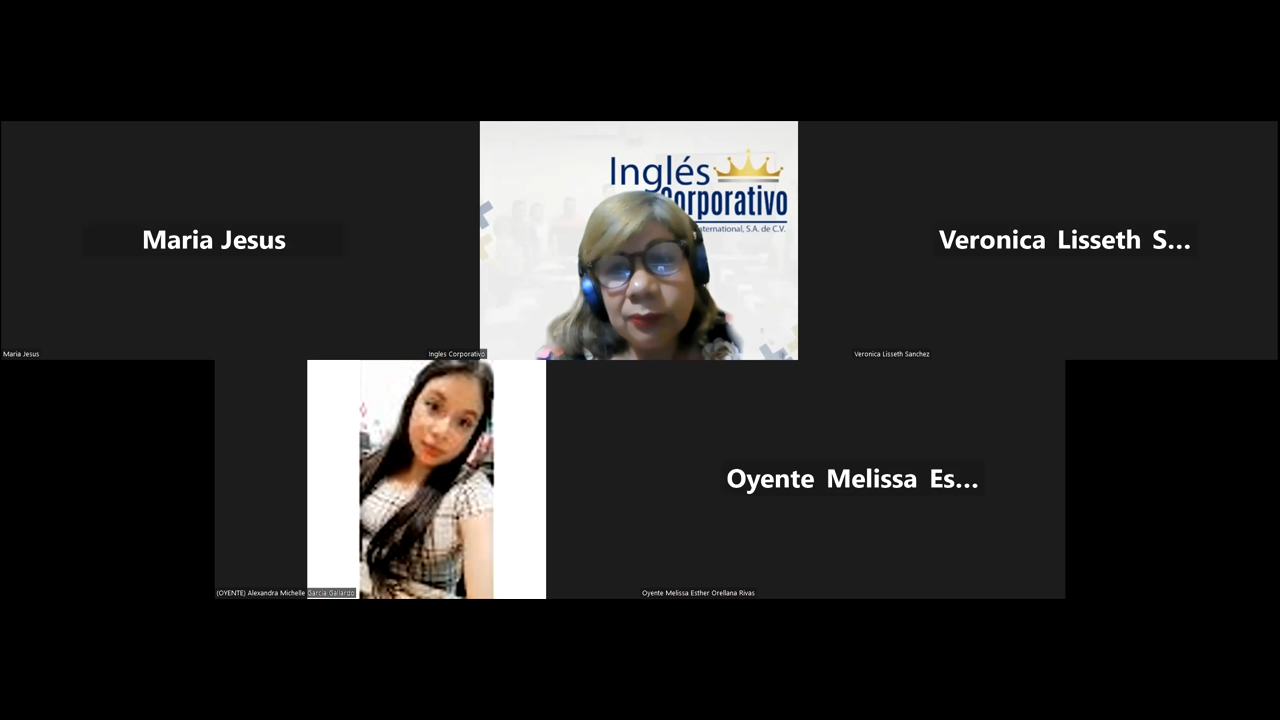 Maria Jesus
Inglés
Corporativo
International, S.A. de C.V.
Veronica Lisseth S...
Maria Jesus
Ingles Corporativo
Veronica Lisseth Sanchez
Oyente Melissa Es...
(OYENTE) Alexandra Michelle Garcia Gallardo
Oyente Melissa Esther Orellana Rivas